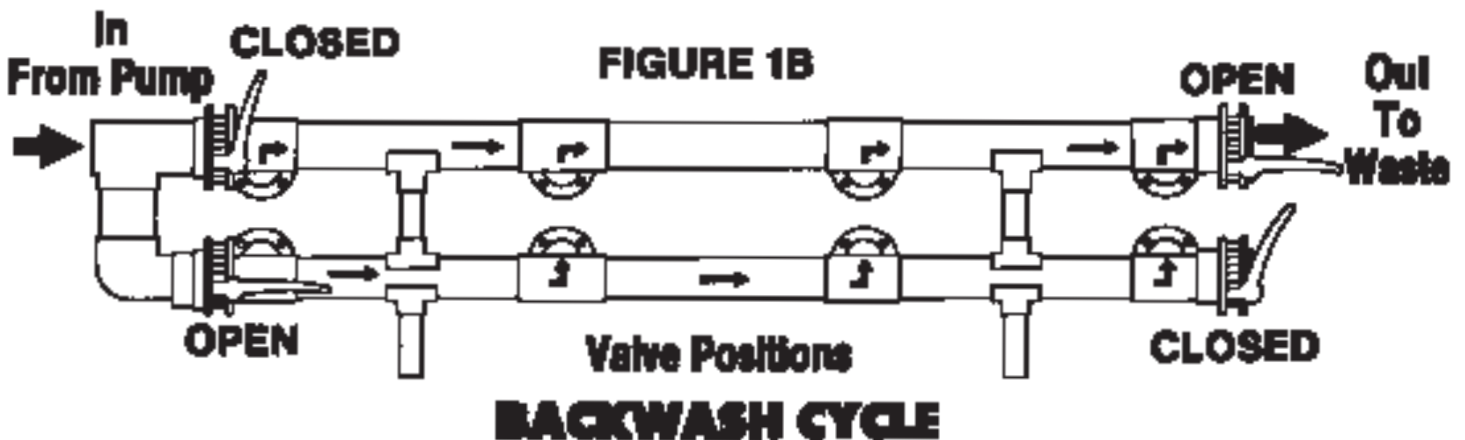 In
From Pump
CLOSED
FIGURE 1B
OPEN
Out
To
Waste
OPEN
Valve Positions
CLOSED
BACKWASH CYCLE